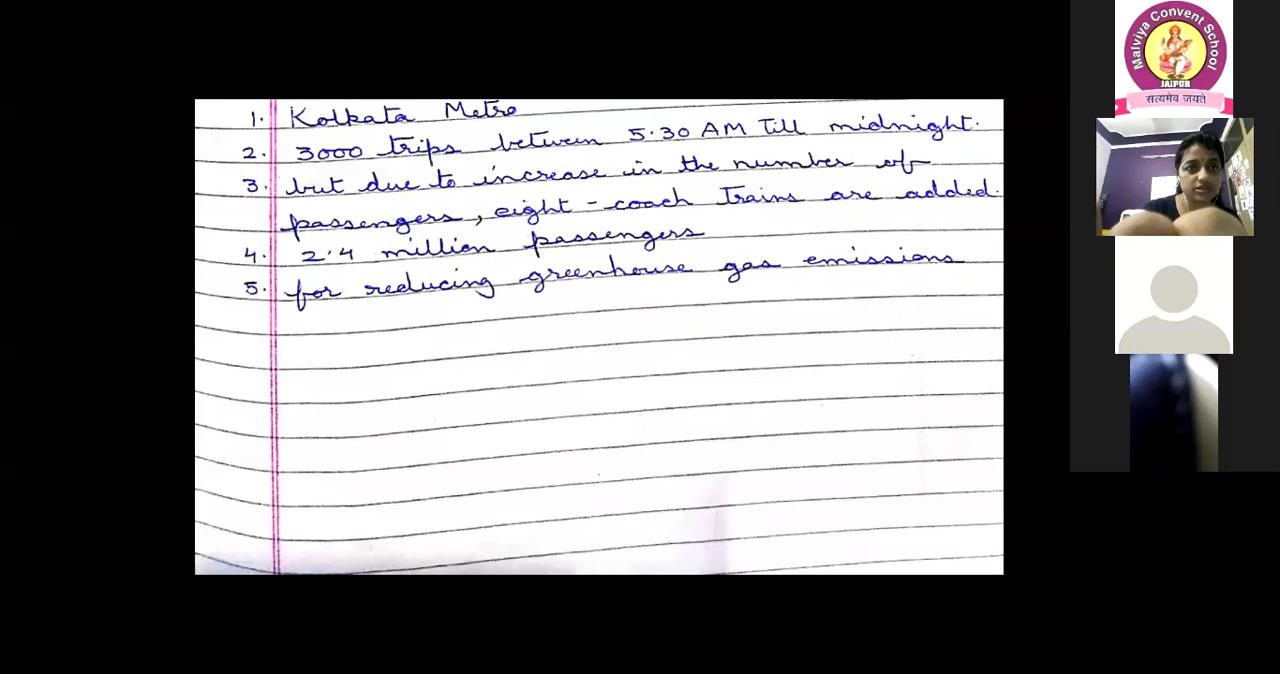 1. Kolkata Metro
2. 3000 trips between 5.30 AM Till midnight.
3. but due to increase in the number of
passengers, eight-coach trains are added.
4. 2.4 million passengers
5. for reducing greenhouse gas emissions
Malviya Convent School
JAIPUR
सत्यमेव जयते